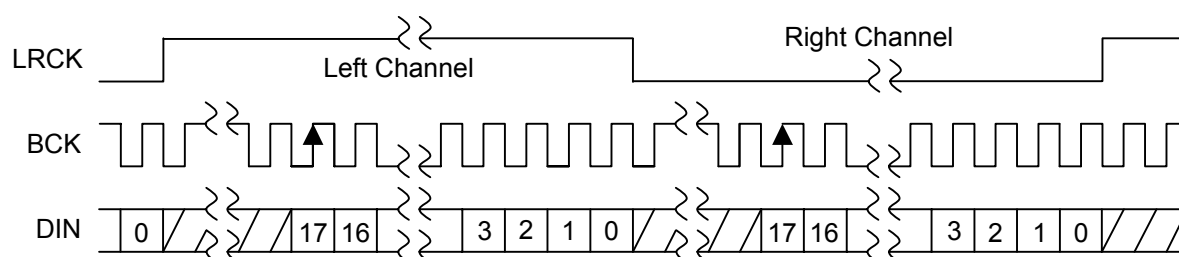 LRCK
Left Channel
Right Channel
BCK
DIN
0 17 16 3 2 1 0 17 16 3 2 1 0